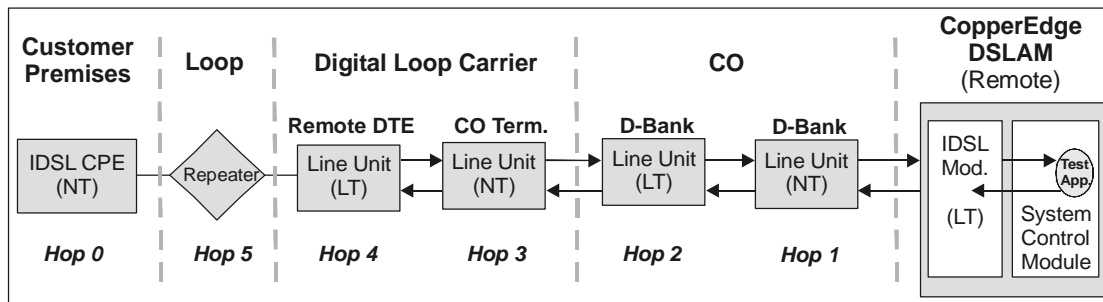 Customer
Premises
Loop
Digital Loop Carrier
CO
CopperEdge
DSLAM
(Remote)
Remote DTE
CO Term.
D-Bank
D-Bank
IDSL CPE
(NT)
Repeater
Line Unit
(LT)
Line Unit
(NT)
Line Unit
(LT)
Line Unit
(NT)
IDSL
Mod.
(LT)
Test
App.
System
Control
Module
Hop 0
Hop 5
Hop 4
Hop 3
Hop 2
Hop 1